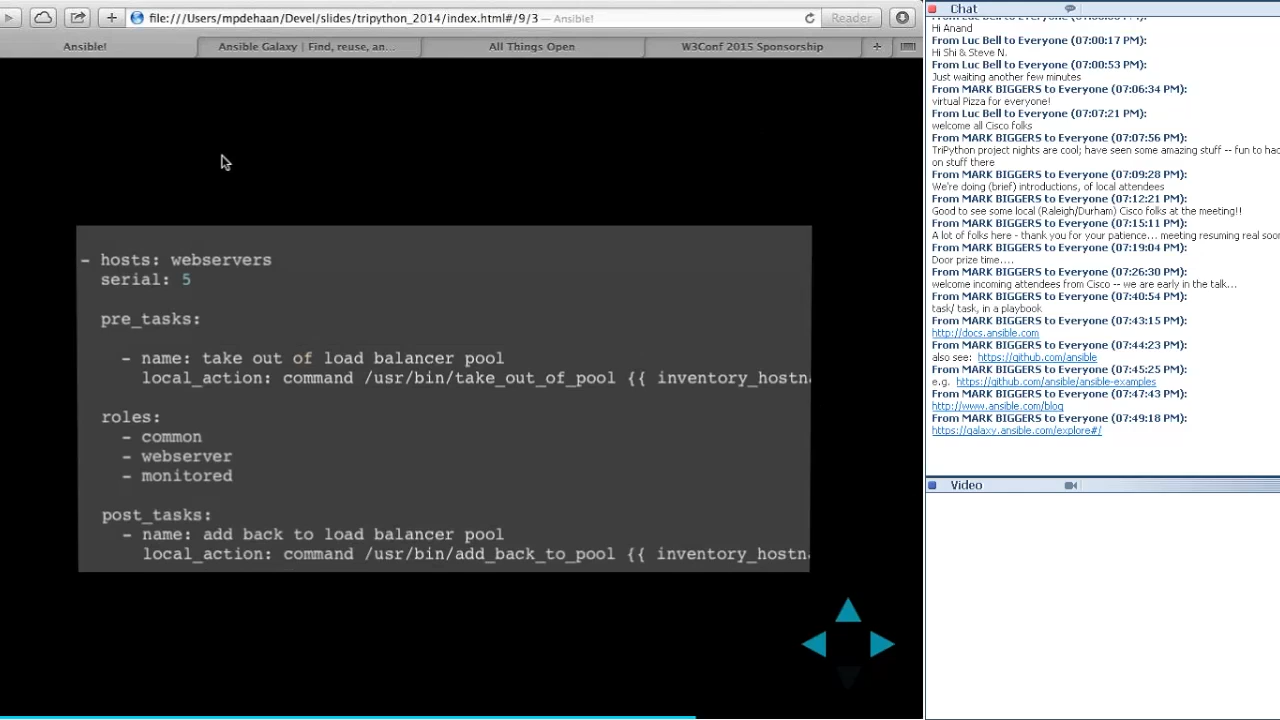 file:///Users/mpdehaan/Devel/slides/tripython_2014/index.html#/9/3 — Ansible!
Reader
Ansible!
Ansible Galaxy | Find, reuse, an...
All Things Open
W3Conf 2015 Sponsorship
- hosts: webservers
serial: 5
pre_tasks:
- name: take out of load balancer pool
local_action: command /usr/bin/take_out_of_pool {{ inventory_hostn
roles:
- common
- webserver
- monitored
post_tasks:
- name: add back to load balancer pool
local_action: command /usr/bin/add_back_to_pool {{ inventory_hostn
Chat
Hi Anand
From Luc Bell to Everyone (07:00:17 PM):
Hi Shi & Steve N.
From Luc Bell to Everyone (07:00:53 PM):
Just waiting another few minutes
From MARK BIGGERS to Everyone (07:06:34 PM):
virtual Pizza for everyone!
From Luc Bell to Everyone (07:07:21 PM):
welcome all Cisco folks
From MARK BIGGERS to Everyone (07:07:56 PM):
TriPython project nights are cool; have seen some amazing stuff -- fun to hac
on stuff there
From MARK BIGGERS to Everyone (07:09:28 PM):
We're doing (brief) introductions, of local attendees
From MARK BIGGERS to Everyone (07:12:21 PM):
Good to see some local (Raleigh/Durham) Cisco folks at the meeting!!
From MARK BIGGERS to Everyone (07:15:11 PM):
A lot of folks here - thank you for your patience... meeting resuming real soon
From MARK BIGGERS to Everyone (07:19:04 PM):
Door prize time....
From MARK BIGGERS to Everyone (07:26:30 PM):
welcome incoming attendees from Cisco -- we are early in the talk...
From MARK BIGGERS to Everyone (07:40:54 PM):
task/ task, in a playbook
From MARK BIGGERS to Everyone (07:43:15 PM):
http://docs.ansible.com
From MARK BIGGERS to Everyone (07:44:23 PM):
also see: https://github.com/ansible
From MARK BIGGERS to Everyone (07:45:25 PM):
e.g. https://github.com/ansible/ansible-examples
From MARK BIGGERS to Everyone (07:47:43 PM):
http://www.ansible.com/blog
From MARK BIGGERS to Everyone (07:49:18 PM):
https://galaxy.ansible.com/explore#/
Video